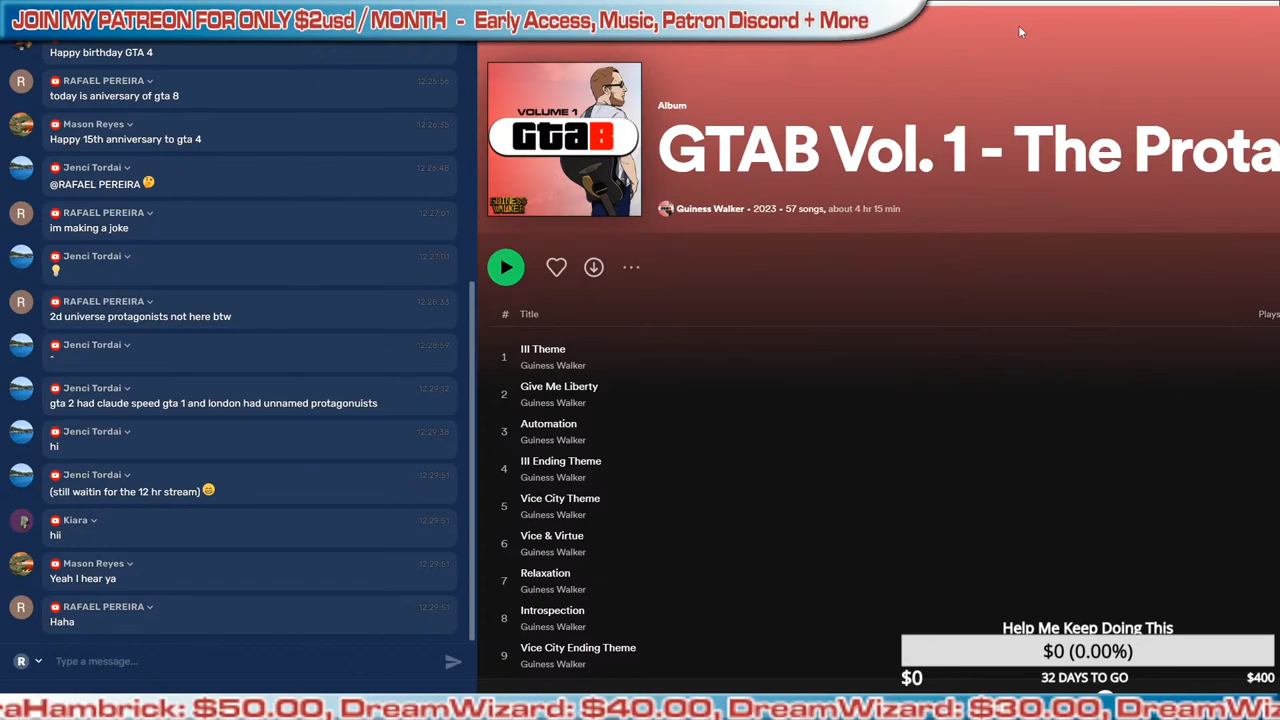 JOIN MY PATREON FOR ONLY $2usd / MONTH - Early Access, Music, Patron Discord + More
Happy birthday GTA 4
R RAFAEL PEREIRA 12:25:56
today is aniversary of gta 8
Mason Reyes 12:26:35
Happy 15th anniversary to gta 4
Jenci Tordai 12:26:48
@RAFAEL PEREIRA 🤔
R RAFAEL PEREIRA 12:27:01
im making a joke
Jenci Tordai 12:27:01
💡
R RAFAEL PEREIRA 12:28:33
2d universe protagonists not here btw
Jenci Tordai 12:28:59
^
Jenci Tordai 12:29:12
gta 2 had claude speed gta 1 and london had unnamed protagonuists
Jenci Tordai 12:29:38
hi
Jenci Tordai 12:29:51
(still waitin for the 12 hr stream) 😄
Kiara 12:29:51
hii
Mason Reyes 12:29:51
Yeah I hear ya
R RAFAEL PEREIRA 12:29:51
Haha
R Type a message...
VOLUME 1
GtaB
GUINESS
WALKER
Album
GTAB Vol. 1 - The Prota
Guiness Walker • 2023 • 57 songs, about 4 hr 15 min
# Title Plays
1 III Theme
Guiness Walker
2 Give Me Liberty
Guiness Walker
3 Automation
Guiness Walker
4 III Ending Theme
Guiness Walker
5 Vice City Theme
Guiness Walker
6 Vice & Virtue
Guiness Walker
7 Relaxation
Guiness Walker
8 Introspection
Guiness Walker
9 Vice City Ending Theme
Guiness Walker
Help Me Keep Doing This
$0 (0.00%)
$0 32 DAYS TO GO $400
raHambrick: $50.00, DreamWizard: $40.00, DreamWizard: $30.00, DreamWiz